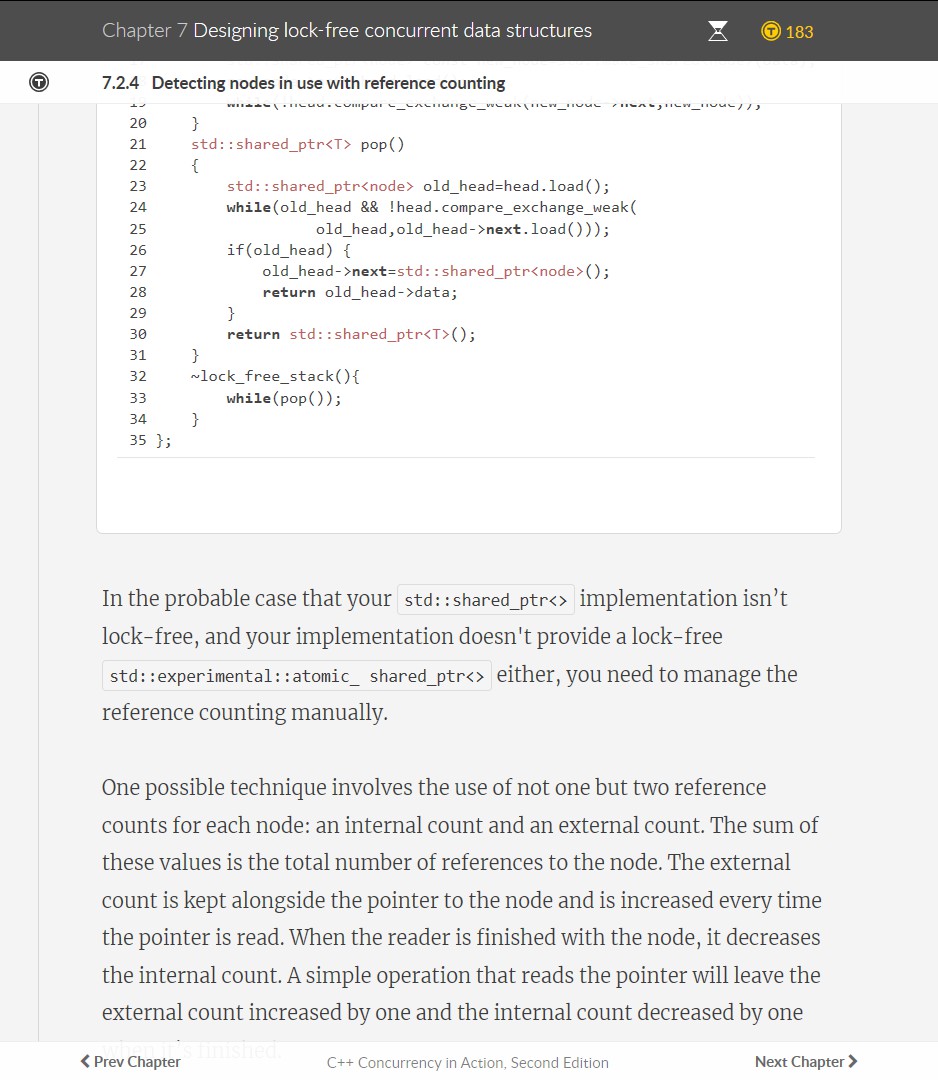 Chapter 7 Designing lock-free concurrent data structures
183
7.2.4 Detecting nodes in use with reference counting
19 while(!head.compare_exchange_weak(new_node->next,new_node));
20 }
21 std::shared_ptr<T> pop()
22 {
23 std::shared_ptr<node> old_head=head.load();
24 while(old_head && !head.compare_exchange_weak(
25 old_head,old_head->next.load()));
26 if(old_head) {
27 old_head->next=std::shared_ptr<node>();
28 return old_head->data;
29 }
30 return std::shared_ptr<T>();
31 }
32 ~lock_free_stack(){
33 while(pop());
34 }
35 };
In the probable case that your std::shared_ptr<> implementation isn’t
lock-free, and your implementation doesn't provide a lock-free
std::experimental::atomic_ shared_ptr<> either, you need to manage the
reference counting manually.
One possible technique involves the use of not one but two reference
counts for each node: an internal count and an external count. The sum of
these values is the total number of references to the node. The external
count is kept alongside the pointer to the node and is increased every time
the pointer is read. When the reader is finished with the node, it decreases
the internal count. A simple operation that reads the pointer will leave the
external count increased by one and the internal count decreased by one
when it's finished.
Prev Chapter
C++ Concurrency in Action, Second Edition
Next Chapter